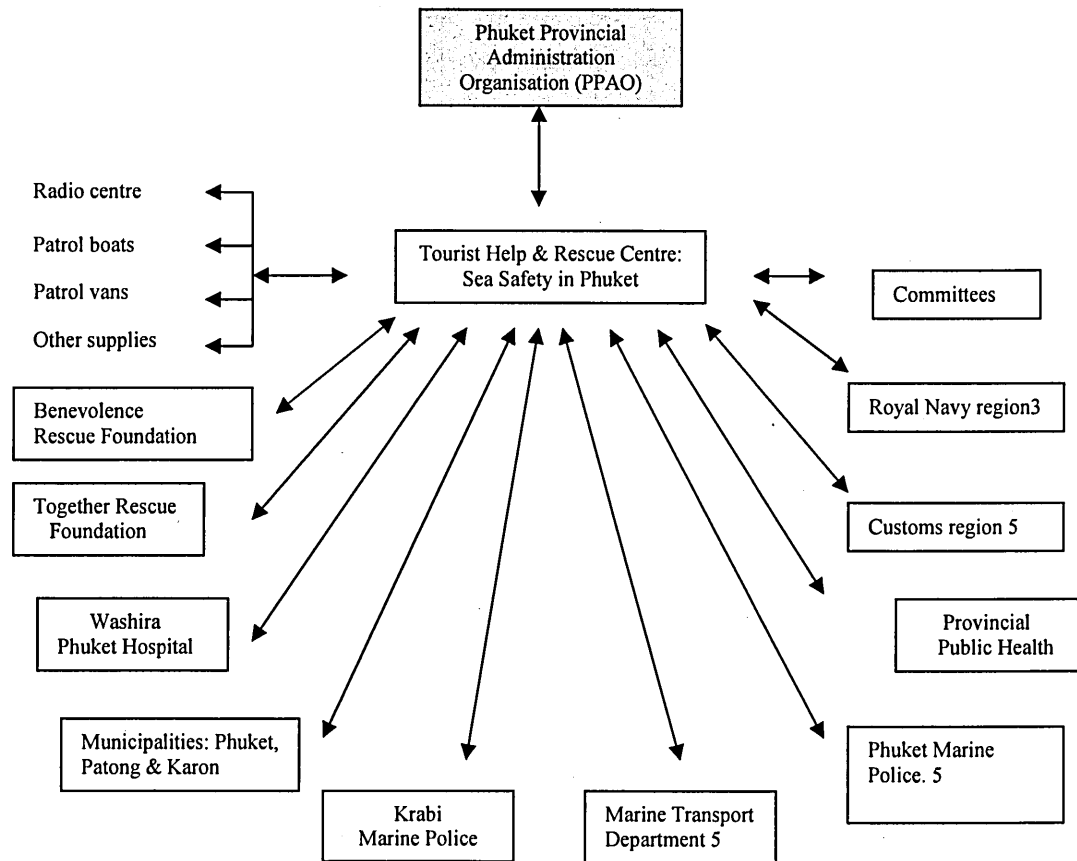 Phuket Provincial
Administration
Organisation (PPAO)
Radio centre
Patrol boats
Patrol vans
Other supplies
Tourist Help & Rescue Centre:
Sea Safety in Phuket
Committees
Benevolence
Rescue Foundation
Royal Navy region3
Together Rescue
Foundation
Customs region 5
Washira
Phuket Hospital
Provincial
Public Health
Municipalities: Phuket,
Patong & Karon
Phuket Marine
Police. 5
Krabi
Marine Police
Marine Transport
Department 5